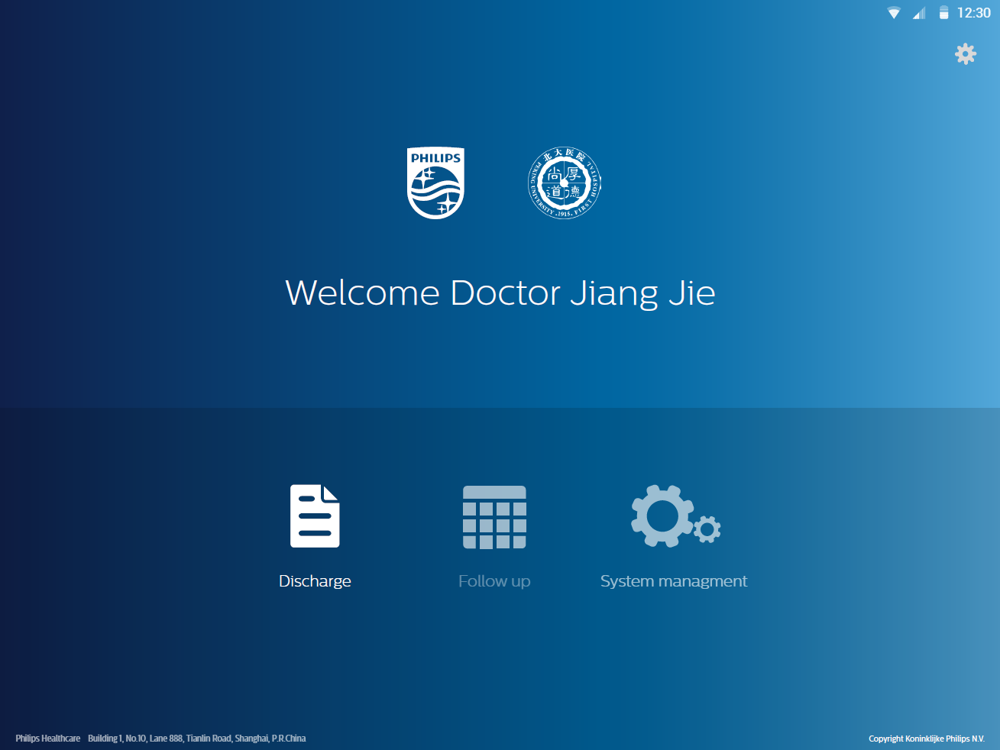 12:30
PHILIPS
北大医院
厚德尚道
PEKING UNIVERSITY · 1915 · FIRST HOSPITAL
Welcome Doctor Jiang Jie
Discharge
Follow up
System managment
Philips Healthcare Building 1, No.10, Lane 888, Tianlin Road, Shanghai, P.R.China
Copyright Koninklijke Philips N.V.